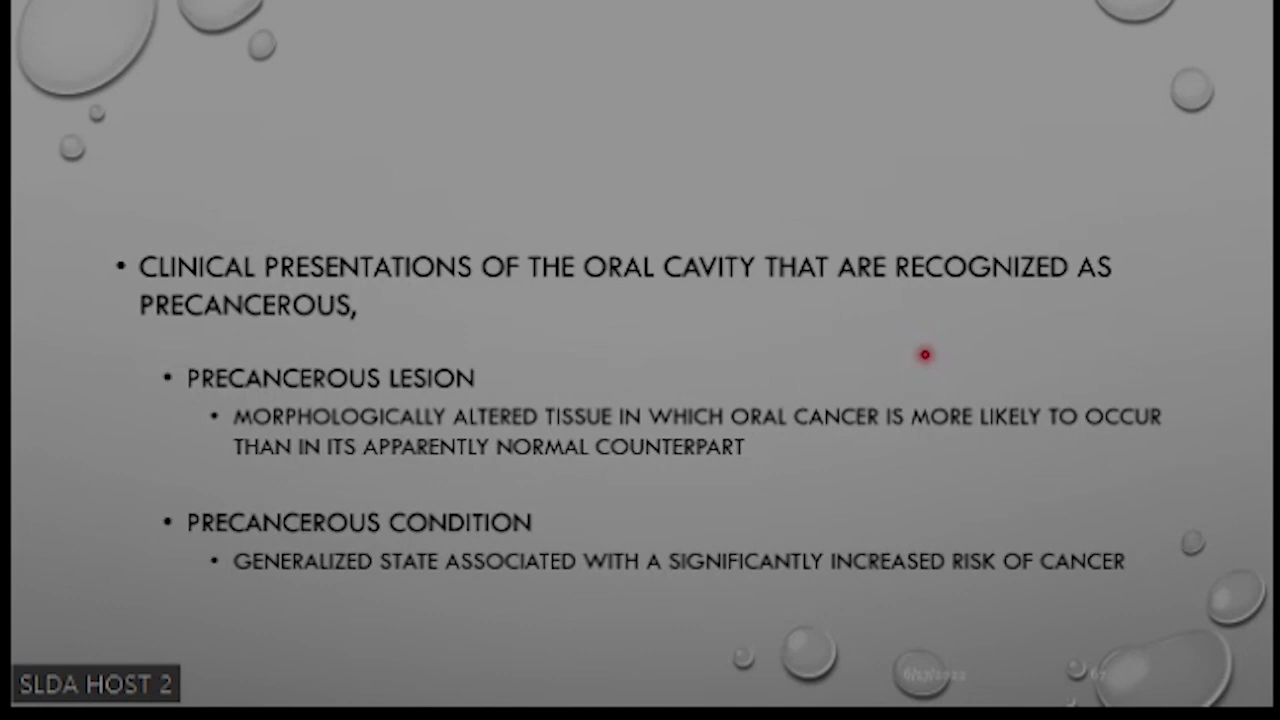 • CLINICAL PRESENTATIONS OF THE ORAL CAVITY THAT ARE RECOGNIZED AS
PRECANCEROUS,
• PRECANCEROUS LESION
• MORPHOLOGICALLY ALTERED TISSUE IN WHICH ORAL CANCER IS MORE LIKELY TO OCCUR
THAN IN ITS APPARENTLY NORMAL COUNTERPART
• PRECANCEROUS CONDITION
• GENERALIZED STATE ASSOCIATED WITH A SIGNIFICANTLY INCREASED RISK OF CANCER
67
SLDA HOST 2